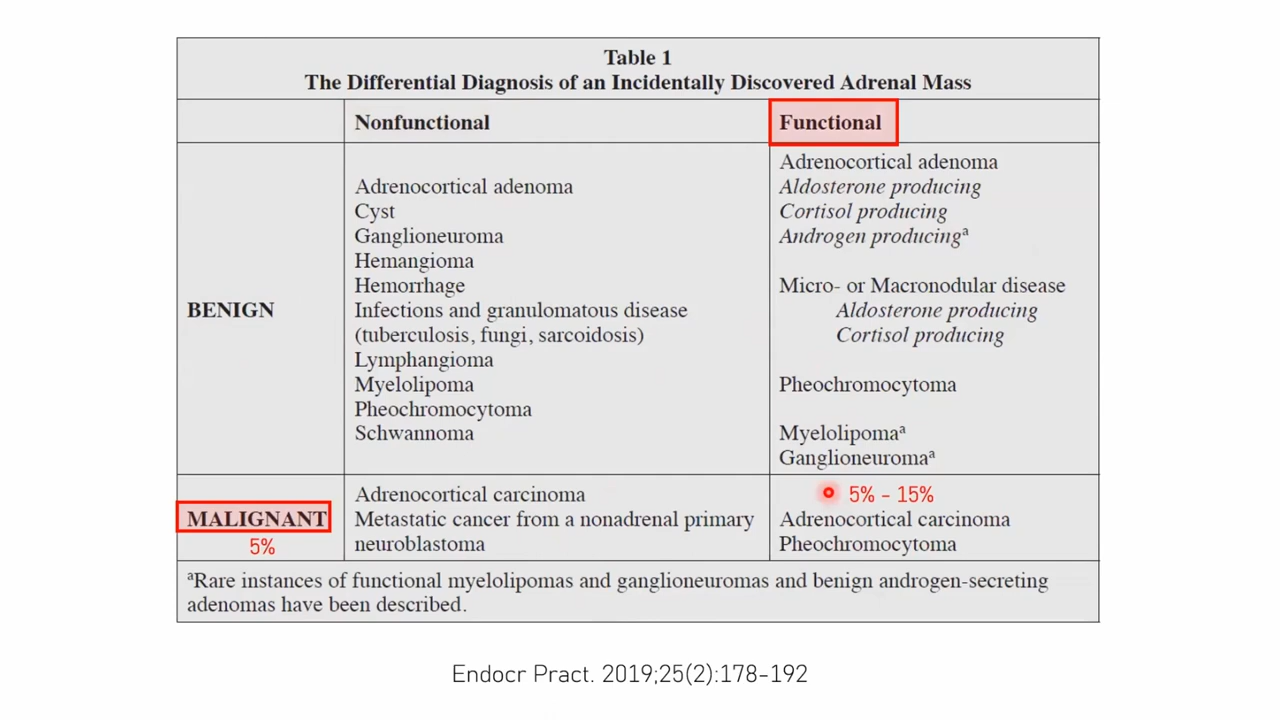 Table 1
The Differential Diagnosis of an Incidentally Discovered Adrenal Mass
Nonfunctional
Functional
BENIGN
Adrenocortical adenoma
Cyst
Ganglioneuroma
Hemangioma
Hemorrhage
Infections and granulomatous disease
(tuberculosis, fungi, sarcoidosis)
Lymphangioma
Myelolipoma
Pheochromocytoma
Schwannoma
Adrenocortical adenoma
Aldosterone producing
Cortisol producing
Androgen producingᵃ
Micro- or Macronodular disease
Aldosterone producing
Cortisol producing
Pheochromocytoma
Myelolipomaᵃ
Ganglioneuromaᵃ
MALIGNANT
5%
Adrenocortical carcinoma
Metastatic cancer from a nonadrenal primary
neuroblastoma
5% - 15%
Adrenocortical carcinoma
Pheochromocytoma
ᵃRare instances of functional myelolipomas and ganglioneuromas and benign androgen-secreting
adenomas have been described.
Endocr Pract. 2019;25(2):178-192